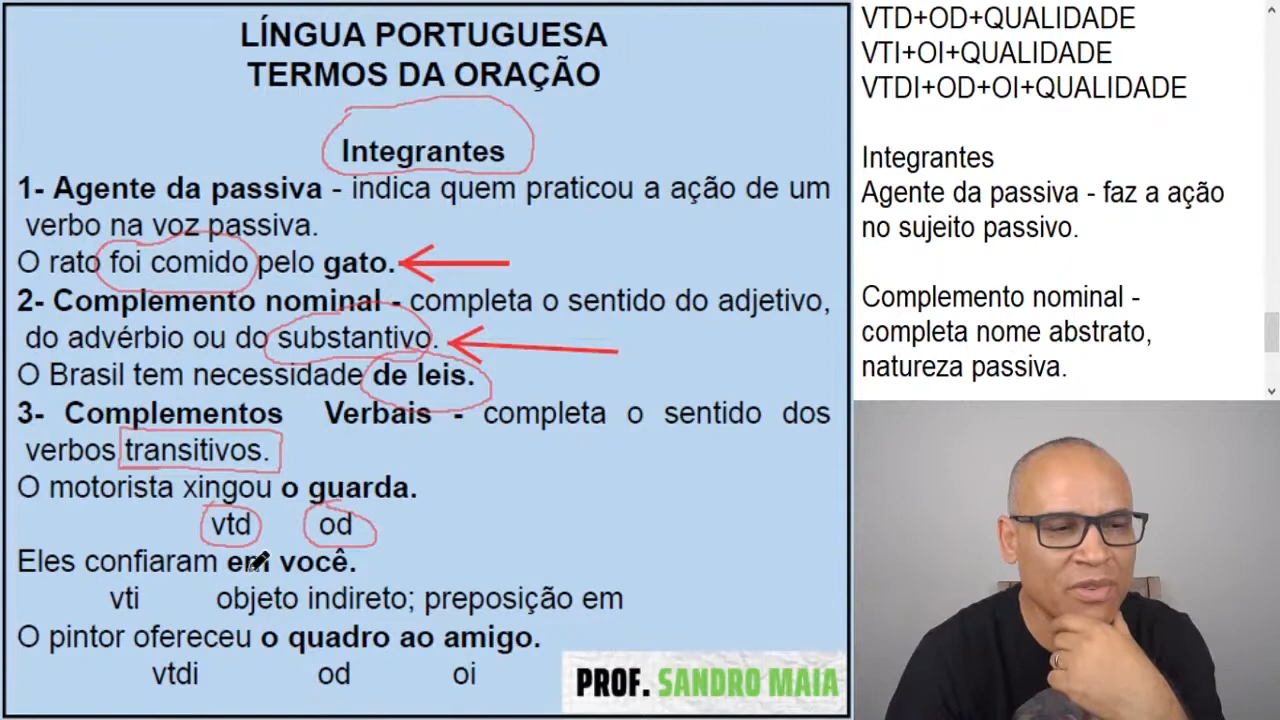 LÍNGUA PORTUGUESA
TERMOS DA ORAÇÃO
Integrantes
1- Agente da passiva - indica quem praticou a ação de um
verbo na voz passiva.
O rato foi comido pelo gato.
2- Complemento nominal - completa o sentido do adjetivo,
do advérbio ou do substantivo.
O Brasil tem necessidade de leis.
3- Complementos Verbais - completa o sentido dos
verbos transitivos.
O motorista xingou o guarda.
vtd od
Eles confiaram em você.
vti objeto indireto; preposição em
O pintor ofereceu o quadro ao amigo.
vtdi od oi
PROF. SANDRO MAIA
VTD+OD+QUALIDADE
VTI+OI+QUALIDADE
VTDI+OD+OI+QUALIDADE
Integrantes
Agente da passiva - faz a ação
no sujeito passivo.
Complemento nominal -
completa nome abstrato,
natureza passiva.